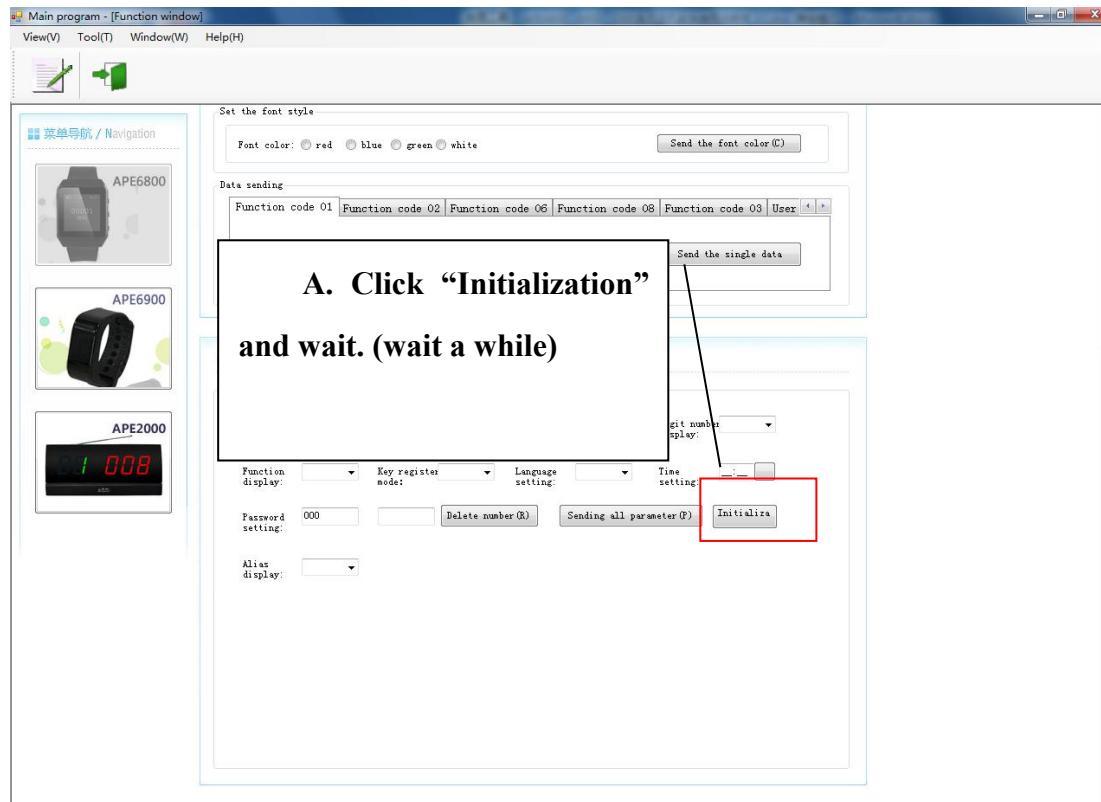 Main program - [Function window]
View(V) Tool(T) Window(W) Help(H)
菜单导航 / Navigation
APE6800
APE6900
APE2000
1 008
Set the font style
Font color: red blue green white Send the font color(C)
Data sending
Function code 01 Function code 02 Function code 06 Function code 08 Function code 03 User
Send the single data
A. Click “Initialization”
and wait. (wait a while)
git number
splay:
Function display: Key register mode: Language setting: Time setting: __:__
Password setting: 000 Delete number(R) Sending all parameter(P) Initializa
Alias display: